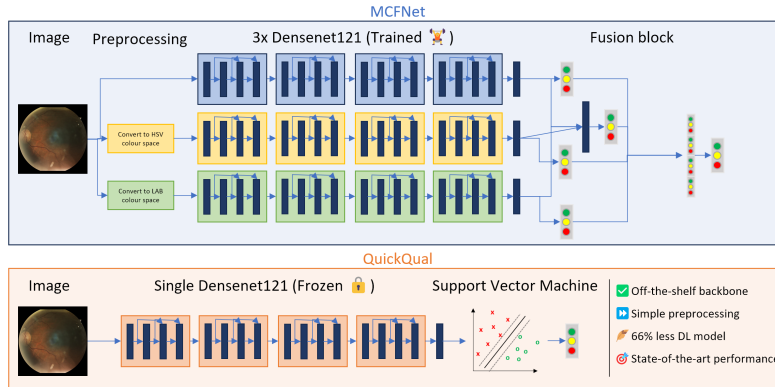 MCFNet
Image
Preprocessing
3x Densenet121 (Trained 🏋)
Fusion block
Convert to HSV
colour space
Convert to LAB
colour space
QuickQual
Image
Single Densenet121 (Frozen 🔒)
Support Vector Machine
Off-the-shelf backbone
Simple preprocessing
66% less DL model
State-of-the-art performance